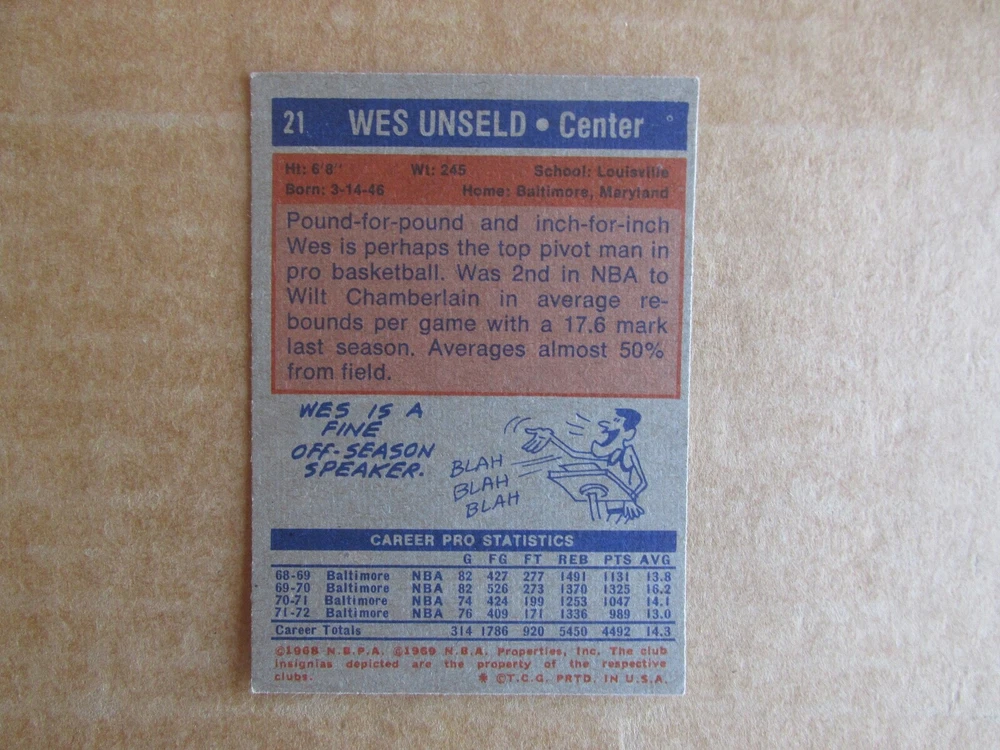 21 WES UNSELD • Center
Ht: 6'8" Wt: 245 School: Louisville
Born: 3-14-46 Home: Baltimore, Maryland
Pound-for-pound and inch-for-inch
Wes is perhaps the top pivot man in
pro basketball. Was 2nd in NBA to
Wilt Chamberlain in average re-
bounds per game with a 17.6 mark
last season. Averages almost 50%
from field.
WES IS A
FINE
OFF-SEASON
SPEAKER.
BLAH
BLAH
BLAH
CAREER PRO STATISTICS
G FG FT REB PTS AVG
68-69 Baltimore NBA 82 427 277 1491 1131 13.8
69-70 Baltimore NBA 82 526 273 1370 1325 16.2
70-71 Baltimore NBA 74 424 199 1253 1047 14.1
71-72 Baltimore NBA 76 409 171 1336 989 13.0
Career Totals 314 1786 920 5450 4492 14.3
©1968 N.B.P.A. ©1969 N.B.A. Properties, Inc. The club
insignias depicted are the property of the respective
clubs. * ©T.C.G. PRTD. IN U.S.A.